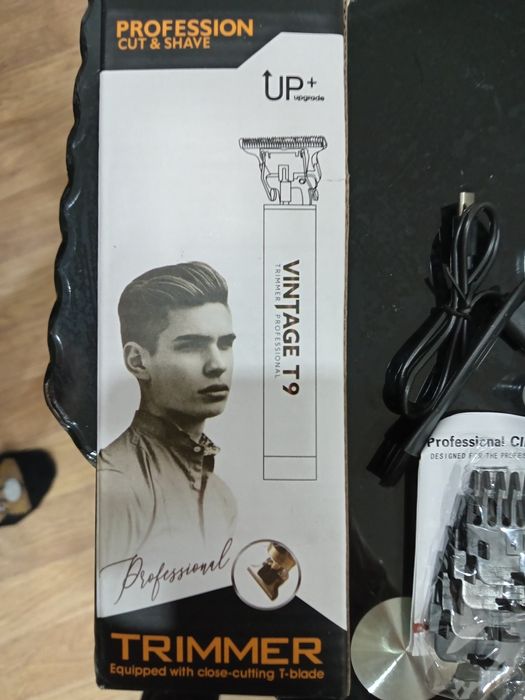 PROFESSION
CUT & SHAVE
UP+
upgrade
VINTAGE T9
TRIMMER PROFESSIONAL
Professional
TRIMMER
Equipped with close-cutting T-blade
Professional
DESIGNED FOR THE